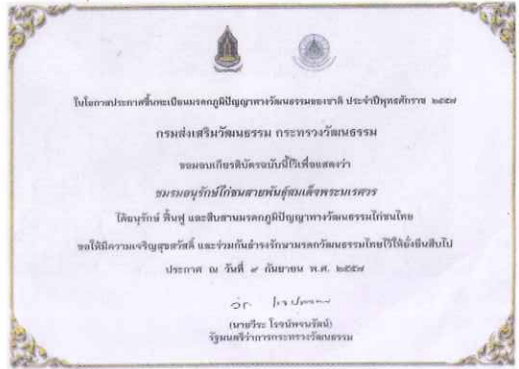 ในโอกาสประกาศขึ้นทะเบียนมรดกภูมิปัญญาทางวัฒนธรรมของชาติ ประจำปีพุทธศักราช ๒๕๕๗
กรมส่งเสริมวัฒนธรรม กระทรวงวัฒนธรรม
ขอมอบเกียรติบัตรฉบับนี้ไว้เพื่อแสดงว่า
ชมรมอนุรักษ์ไก่ชนสายพันธุ์สมเด็จพระนเรศวร
ได้อนุรักษ์ ฟื้นฟู และสืบสานมรดกภูมิปัญญาทางวัฒนธรรมไก่ชนไทย
ขอให้มีความเจริญสุขสวัสดิ์ และร่วมกันธำรงรักษามรดกวัฒนธรรมไทยไว้ให้ยั่งยืนสืบไป
ประกาศ ณ วันที่ ๙ กันยายน พ.ศ. ๒๕๕๗
(นายวีระ โรจน์พจนรัตน์)
รัฐมนตรีว่าการกระทรวงวัฒนธรรม